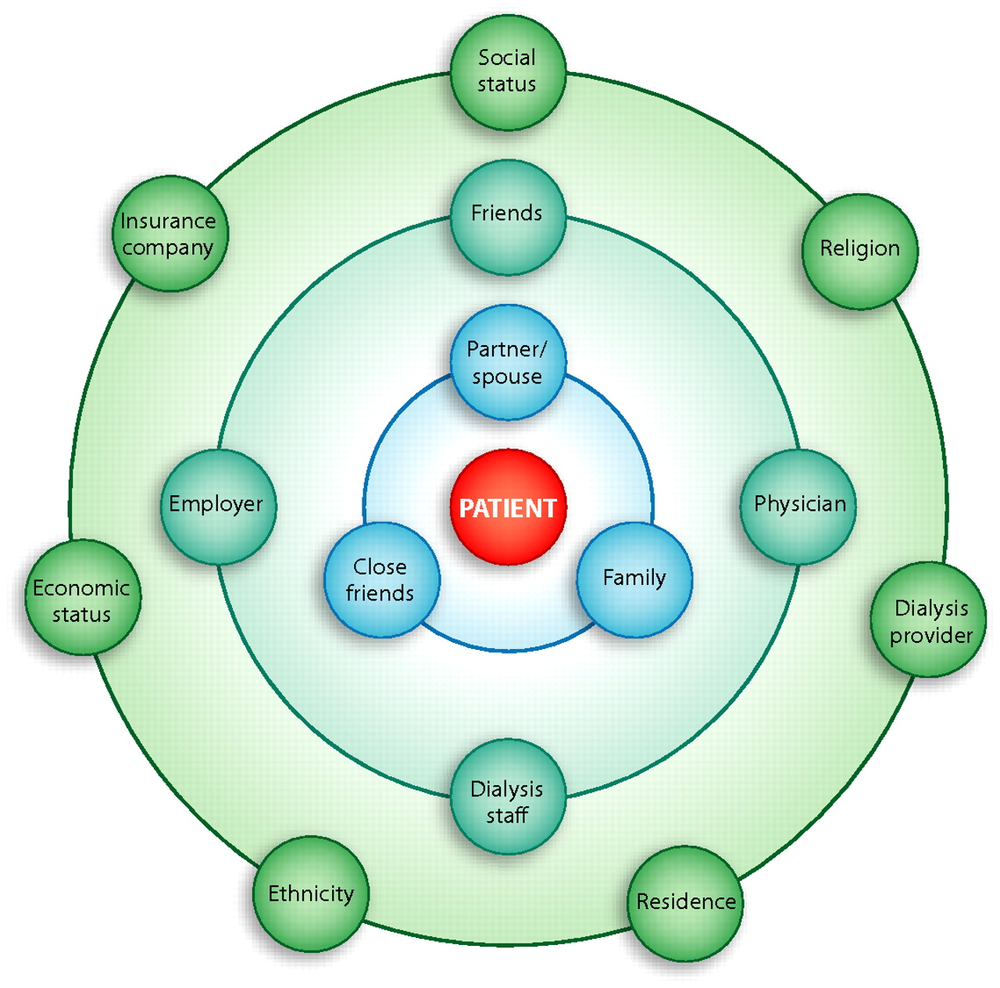 Social
status
Insurance
company
Friends
Religion
Partner/
spouse
Employer
PATIENT
Physician
Close
friends
Family
Economic
status
Dialysis
provider
Dialysis
staff
Ethnicity
Residence